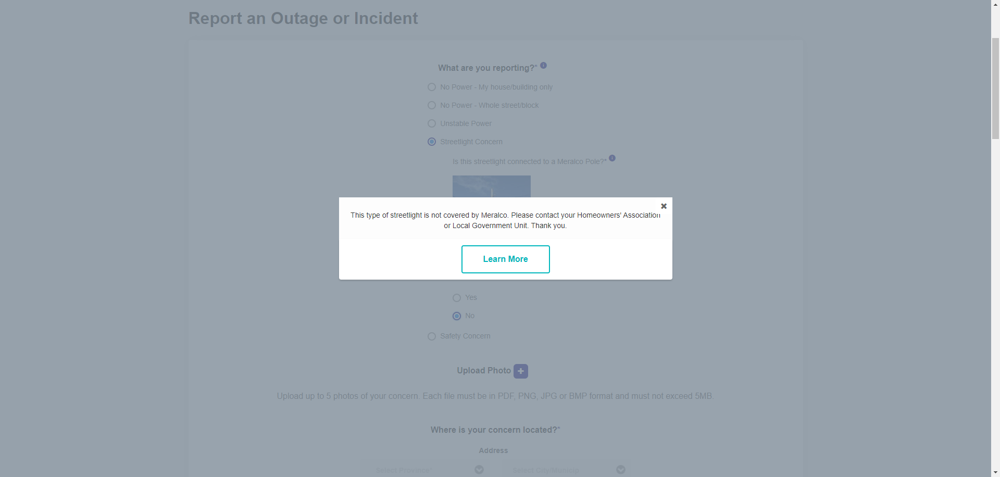 Report an Outage or Incident
What are you reporting?*
No Power - My house/building only
No Power - Whole street/block
Unstable Power
Streetlight Concern
Is this streetlight connected to a Meralco Pole?*
This type of streetlight is not covered by Meralco. Please contact your Homeowners' Association
or Local Government Unit. Thank you.
Learn More
Yes
No
Safety Concern
Upload Photo
Upload up to 5 photos of your concern. Each file must be in PDF, PNG, JPG or BMP format and must not exceed 5MB.
Where is your concern located?*
Address
Select Province* Select City/Municip